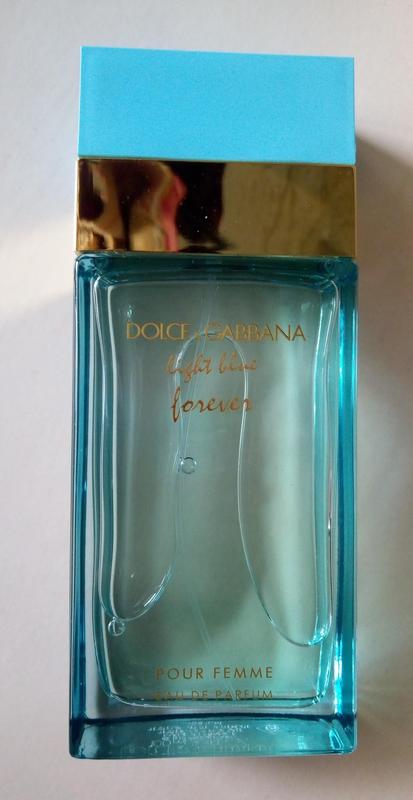 DOLCE & GABBANA
light blue
forever
POUR FEMME
EAU DE PARFUM